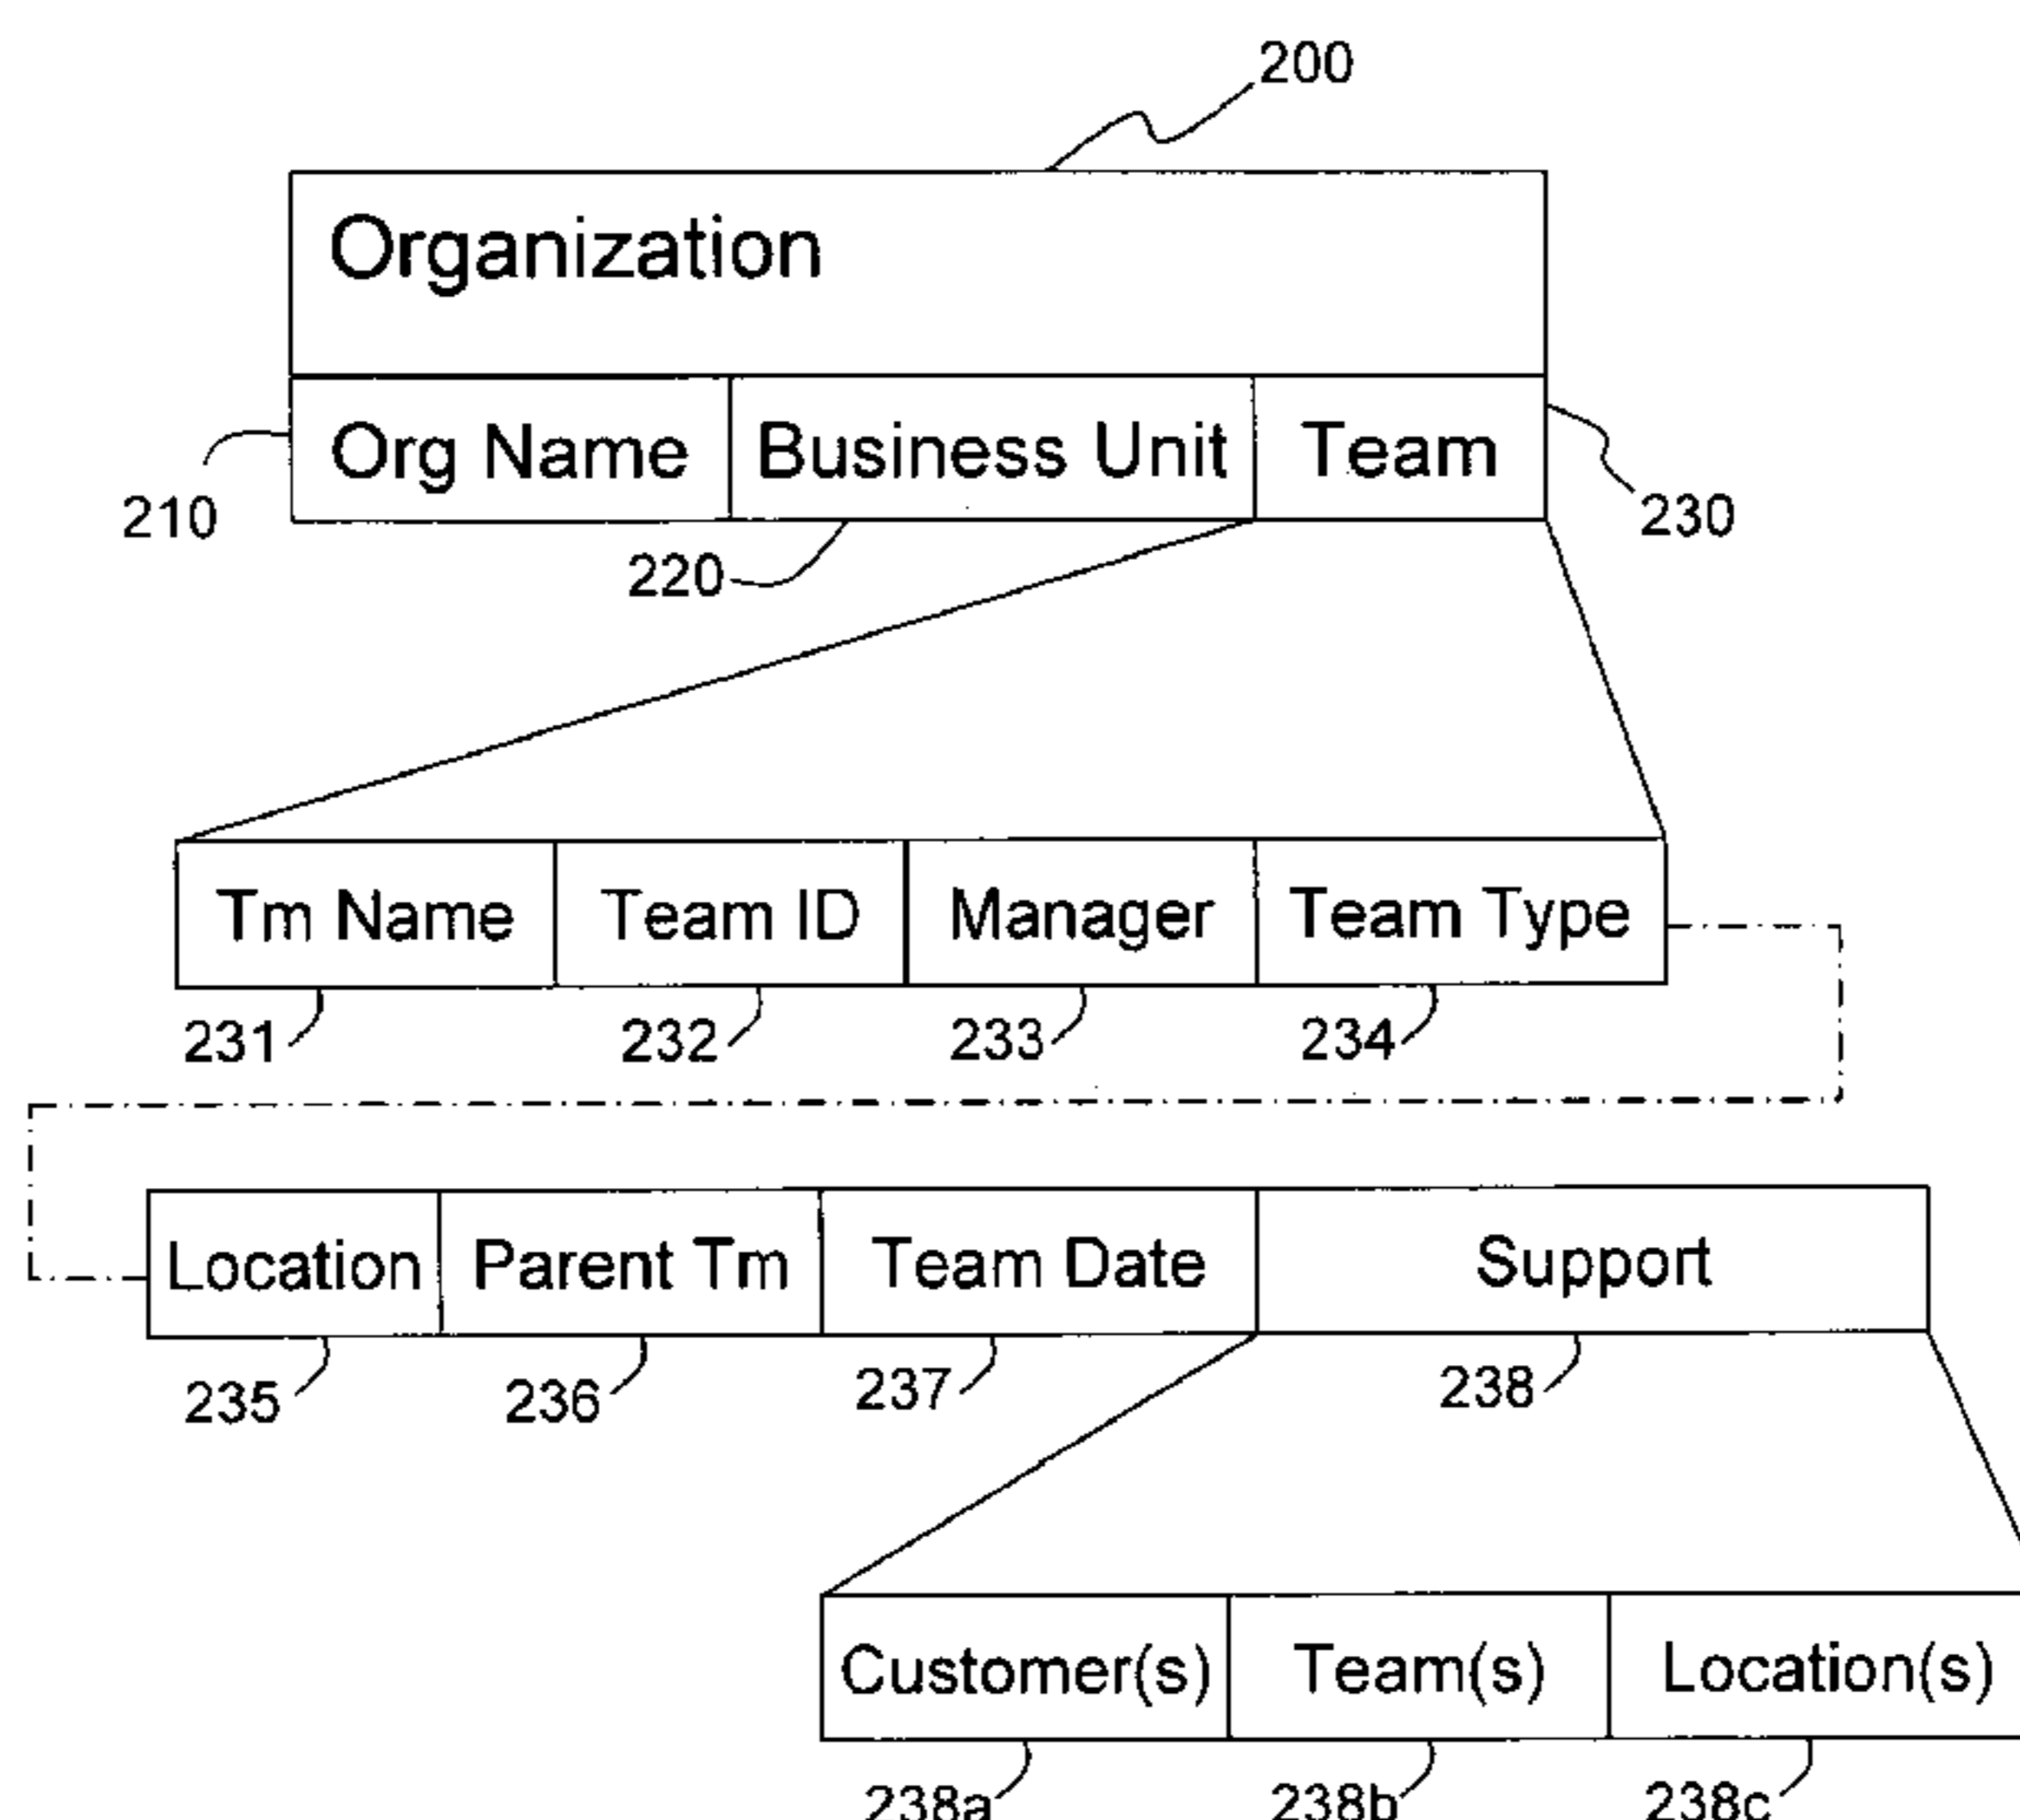 200
Organization
Org Name Business Unit Team
210 220 230
Tm Name Team ID Manager Team Type
231 232 233 234
Location Parent Tm Team Date Support
235 236 237 238
Customer(s) Team(s) Location(s)
238a 238b 238c